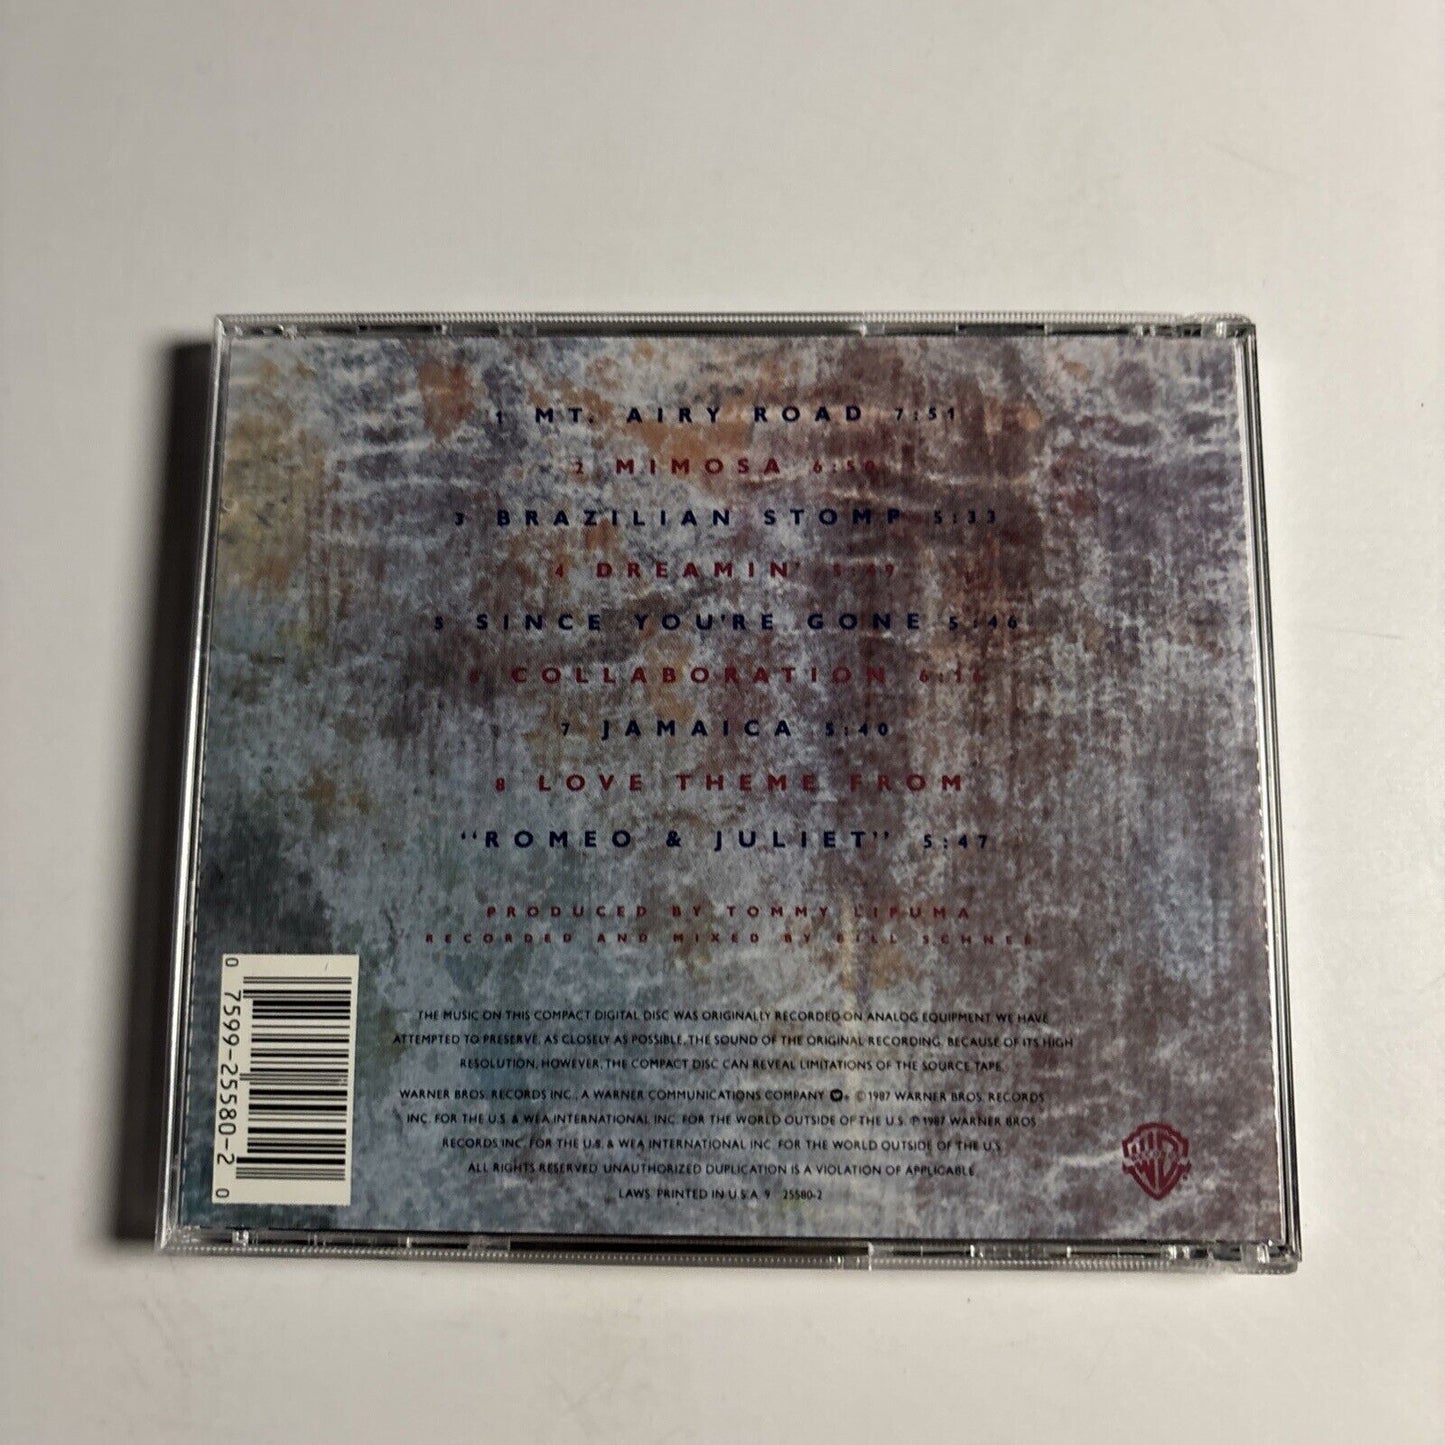 1 MT. AIRY ROAD 7:51
2 MIMOSA 6:50
3 BRAZILIAN STOMP 5:33
4 DREAMIN' 5:49
5 SINCE YOU'RE GONE 5:46
6 COLLABORATION 6:16
7 JAMAICA 5:40
8 LOVE THEME FROM
“ROMEO & JULIET” 5:47
PRODUCED BY TOMMY LIPUMA
RECORDED AND MIXED BY BILL SCHNEE
THE MUSIC ON THIS COMPACT DIGITAL DISC WAS ORIGINALLY RECORDED ON ANALOG EQUIPMENT. WE HAVE
ATTEMPTED TO PRESERVE, AS CLOSELY AS POSSIBLE, THE SOUND OF THE ORIGINAL RECORDING. BECAUSE OF ITS HIGH
RESOLUTION, HOWEVER, THE COMPACT DISC CAN REVEAL LIMITATIONS OF THE SOURCE TAPE.
WARNER BROS. RECORDS INC., A WARNER COMMUNICATIONS COMPANY. © 1987 WARNER BROS. RECORDS
INC. FOR THE U.S. & WEA INTERNATIONAL INC. FOR THE WORLD OUTSIDE OF THE U.S. ℗ 1987 WARNER BROS.
RECORDS INC. FOR THE U.S. & WEA INTERNATIONAL INC. FOR THE WORLD OUTSIDE OF THE U.S.
ALL RIGHTS RESERVED. UNAUTHORIZED DUPLICATION IS A VIOLATION OF APPLICABLE
LAWS. PRINTED IN U.S.A. 9 25580-2
0 7599-25580-2 0